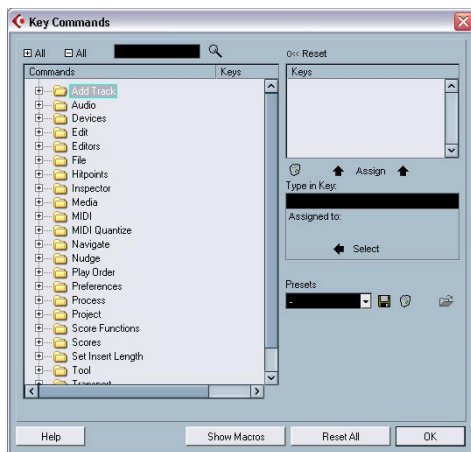 Key Commands
All All
0<< Reset
Commands Keys
Keys
Add Track
Audio
Devices
Edit
Editors
File
Hitpoints
Inspector
Media
MIDI
MIDI Quantize
Navigate
Nudge
Play Order
Preferences
Process
Project
Score Functions
Scores
Set Insert Length
Tool
Transport
Assign
Type in Key:
Assigned to:
Select
Presets
-
Help Show Macros Reset All OK